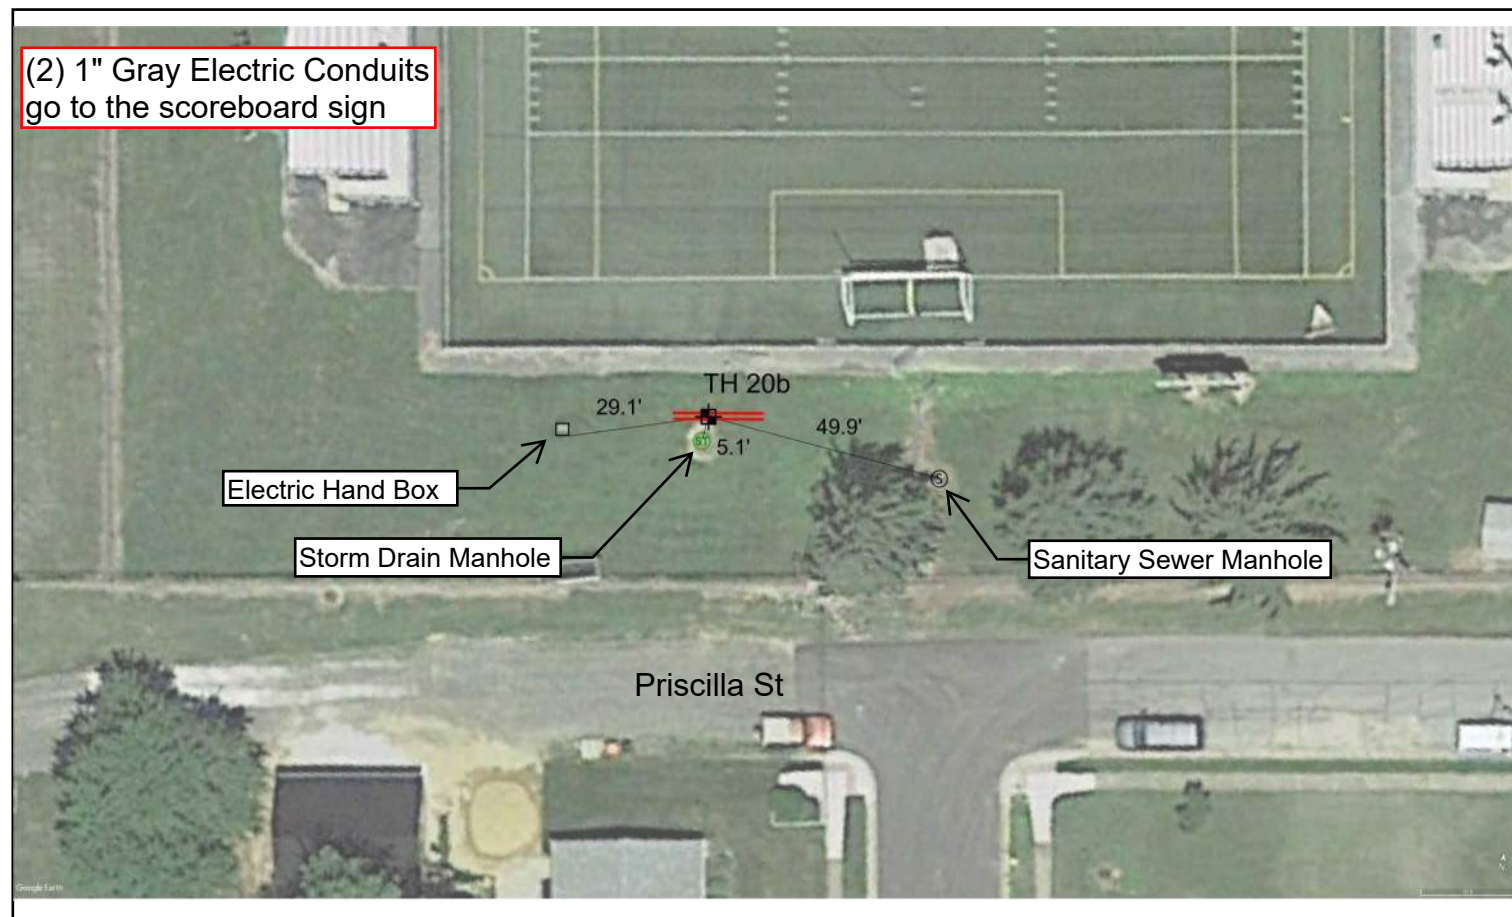 (2) 1" Gray Electric Conduits
go to the scoreboard sign
TH 20b
29.1'
49.9'
5.1'
ST
S
Electric Hand Box
Storm Drain Manhole
Sanitary Sewer Manhole
Priscilla St
Google Earth